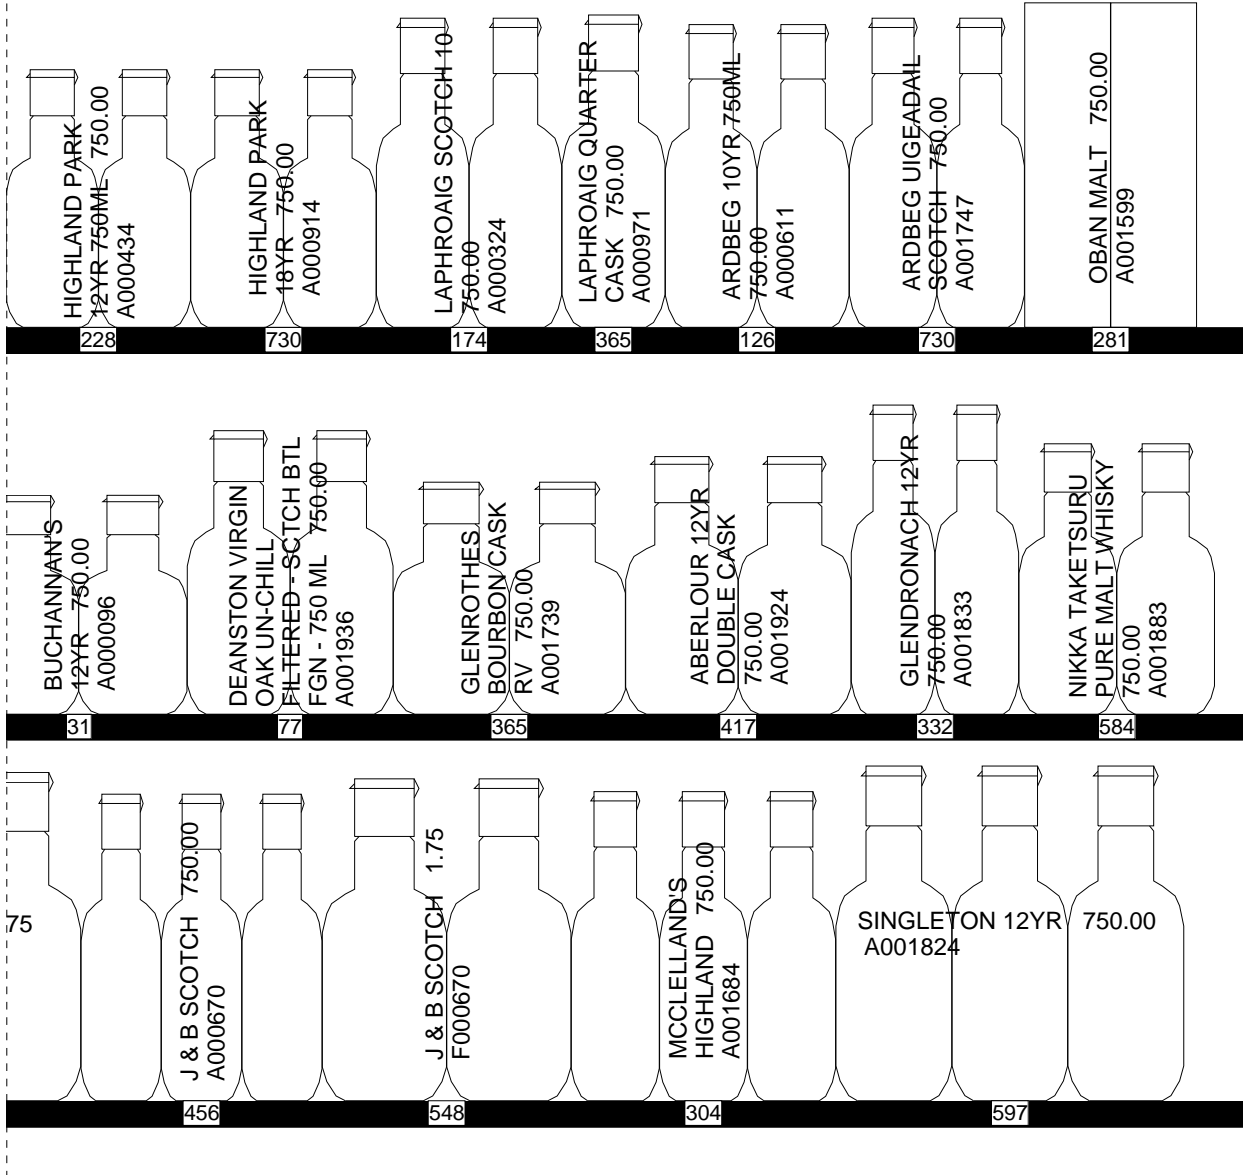 HIGHLAND PARK
12YR 750ML 750.00
A000434
HIGHLAND PARK
18YR 750.00
A000914
LAPHROAIG SCOTCH 10
750.00
A000324
LAPHROAIG QUARTER
CASK 750.00
A000971
ARDBEG 10YR 750ML
750.00
A000611
ARDBEG UIGEADAIL
SCOTCH 750.00
A001747
OBAN MALT 750.00
A001599
228
730
174
365
126
730
281
BUCHANNAN'S
12YR 750.00
A000096
DEANSTON VIRGIN
OAK UN-CHILL
FILTERED - SCTCH BTL
FGN - 750 ML 750.00
A001936
GLENROTHES
BOURBON CASK
RV 750.00
A001739
ABERLOUR 12YR
DOUBLE CASK
750.00
A001924
GLENDRONACH 12YR
750.00
A001833
NIKKA TAKETSURU
PURE MALT WHISKY
750.00
A001883
31
77
365
417
332
584
75
J & B SCOTCH 750.00
A000670
J & B SCOTCH 1.75
F000670
MCCLELLAND'S
HIGHLAND 750.00
A001684
SINGLETON 12YR 750.00
A001824
456
548
304
597